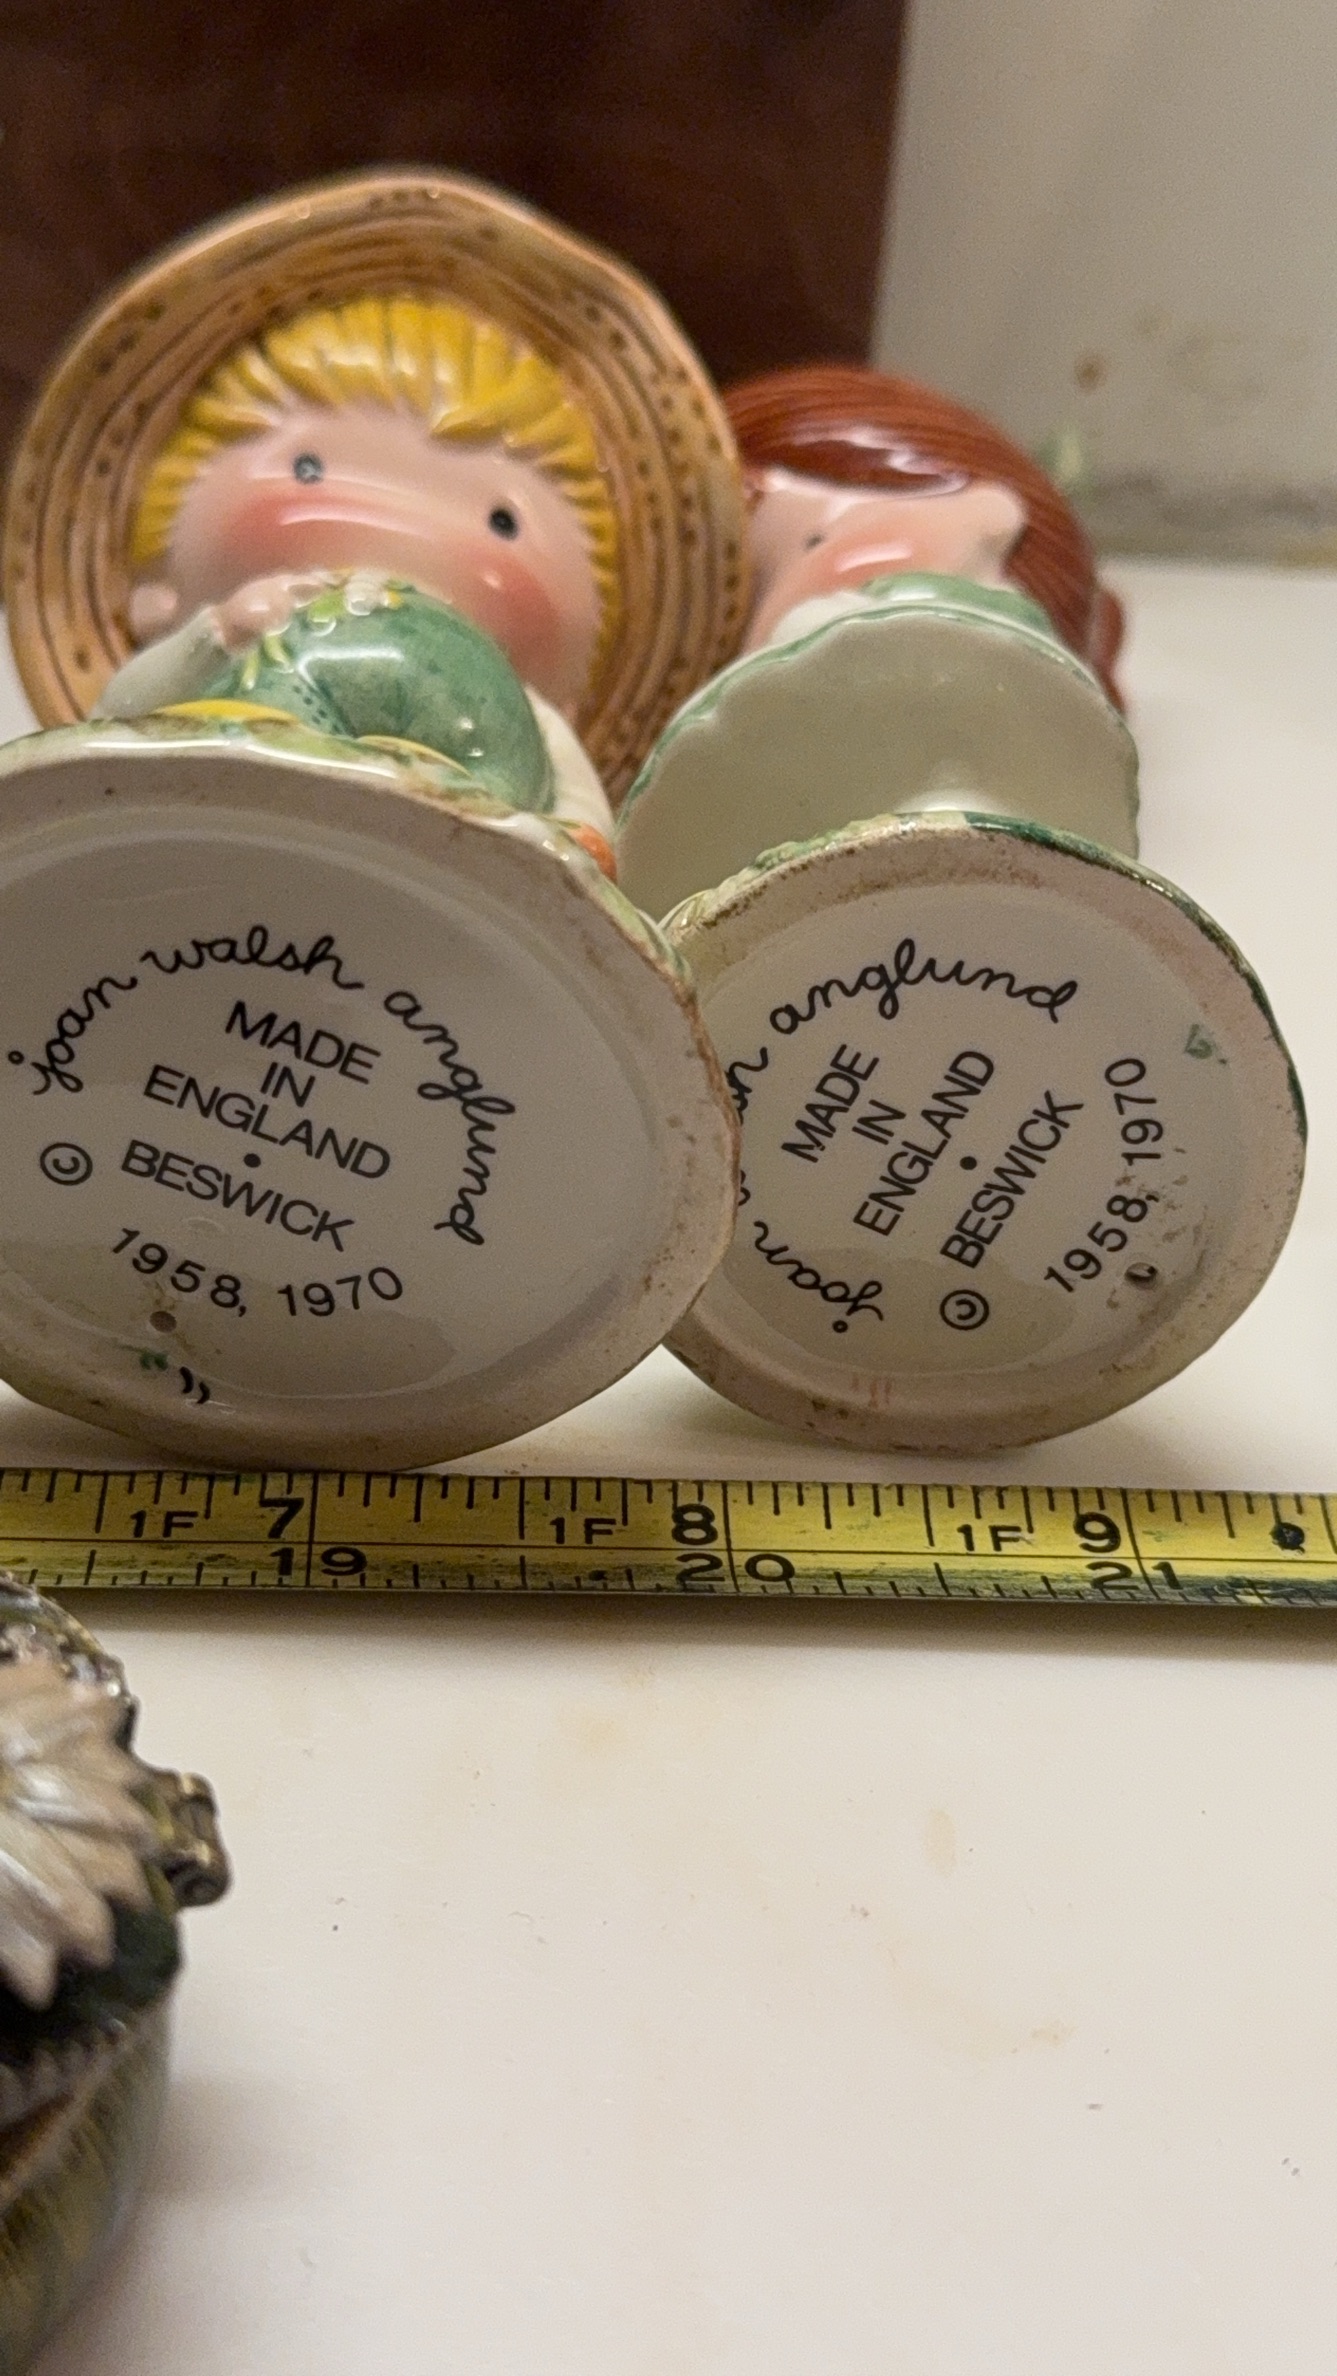 joan walsh anglund
MADE
IN
ENGLAND
•
© BESWICK
1958, 1970
joan anglund
MADE
IN
ENGLAND
•
© BESWICK
1958, 1970
1F 7 1F 8 1F 9
19 20 21